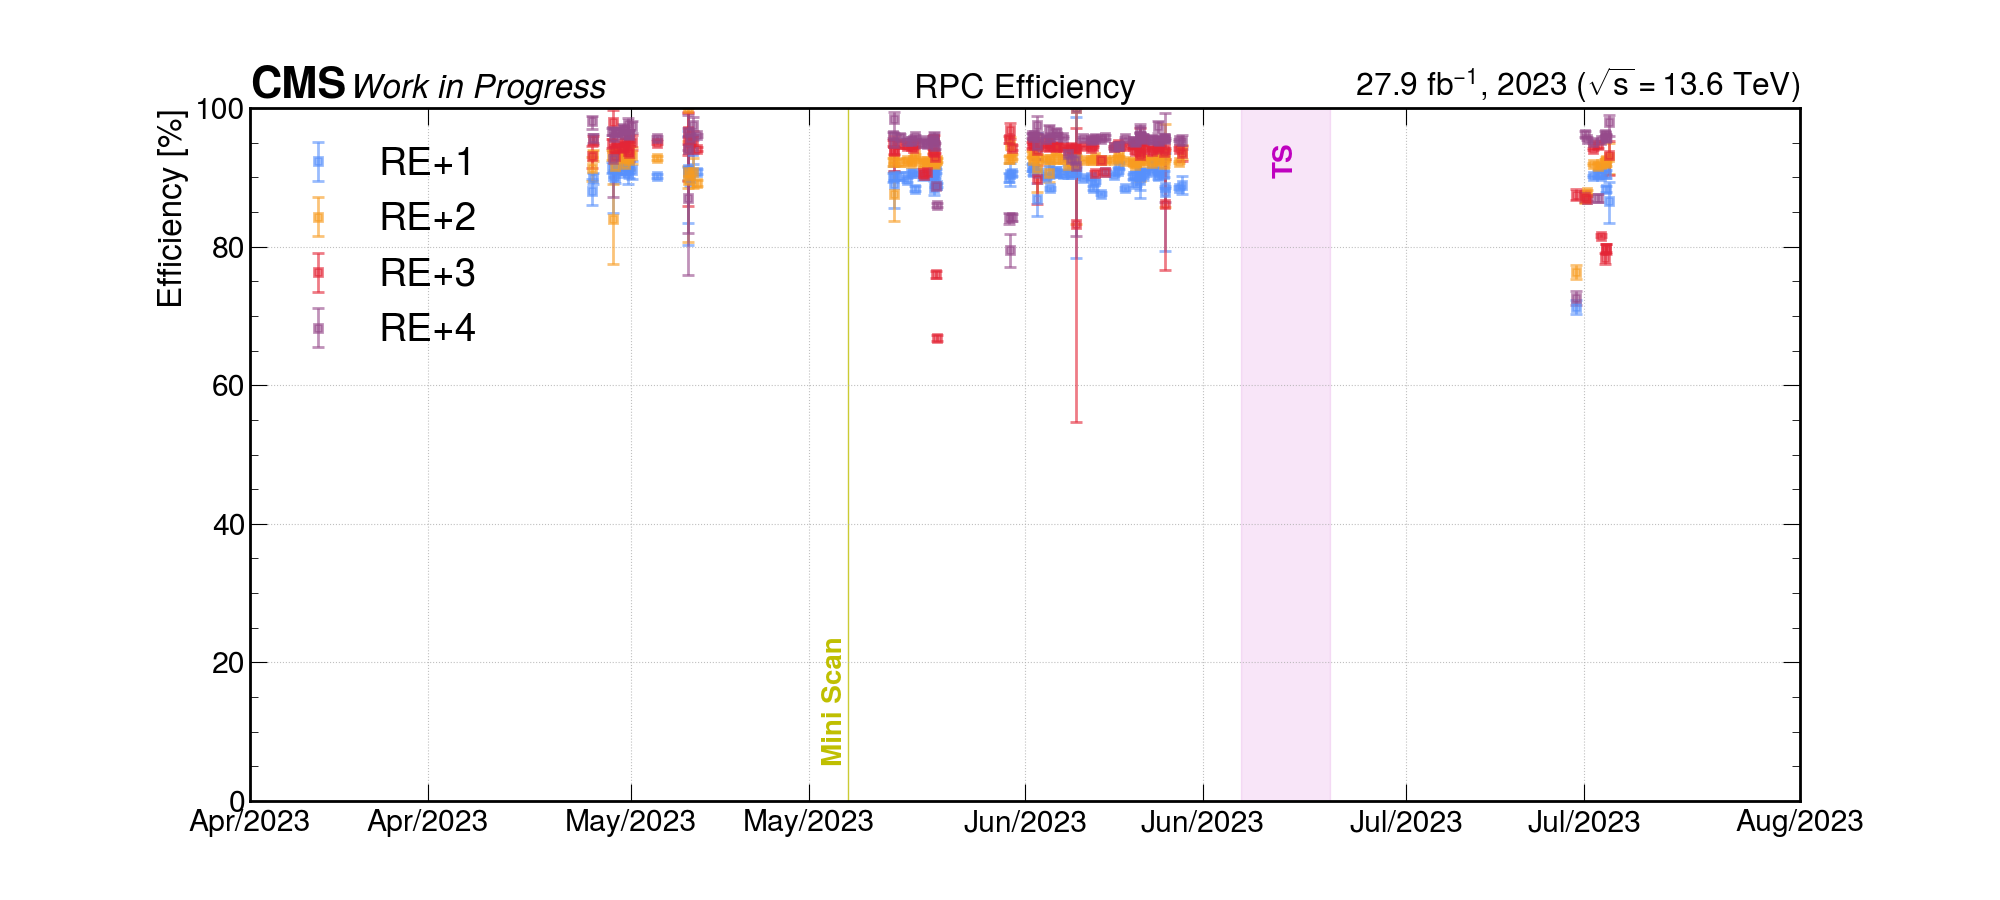 CMS Work in Progress RPC Efficiency 27.9 fb⁻¹, 2023 (√s = 13.6 TeV)
Efficiency [%]
100
80
60
40
20
0
RE+1
RE+2
RE+3
RE+4
Mini Scan
TS
Apr/2023 Apr/2023 May/2023 May/2023 Jun/2023 Jun/2023 Jul/2023 Jul/2023 Aug/2023